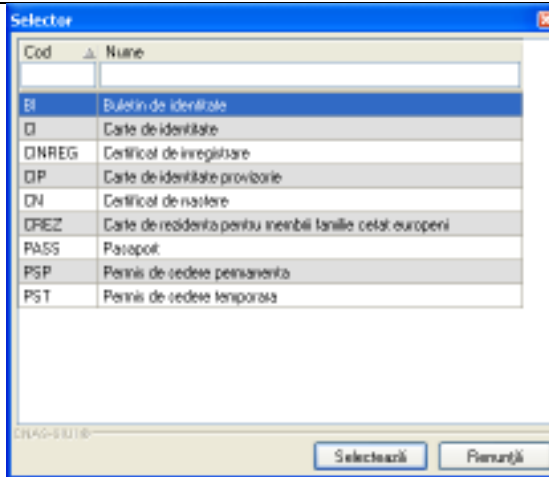 Selector
Cod Nume
BI Buletin de identitate
CI Carte de identitate
CINREG Certificat de inregistrare
CIP Carte de identitate provizorie
CN Certificat de nastere
CREZ Carte de rezidenta pentru membrii familie cetat europeni
PASS Pasaport
PSP Permis de sedere permanenta
PST Permis de sedere temporara
Selectează Renunţă